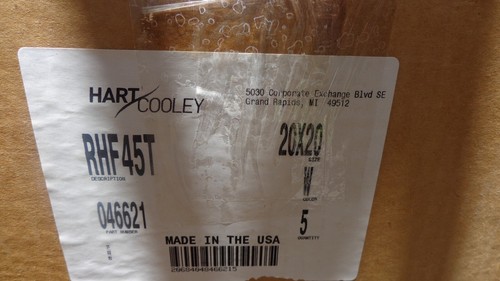 HART
COOLEY
5030 Corporate Exchange Blvd SE
Grand Rapids, MI 49512
RHF45T
DESCRIPTION
20X20
SIZE
W
COLOR
046621
PART NUMBER
5
QUANTITY
MADE IN THE USA